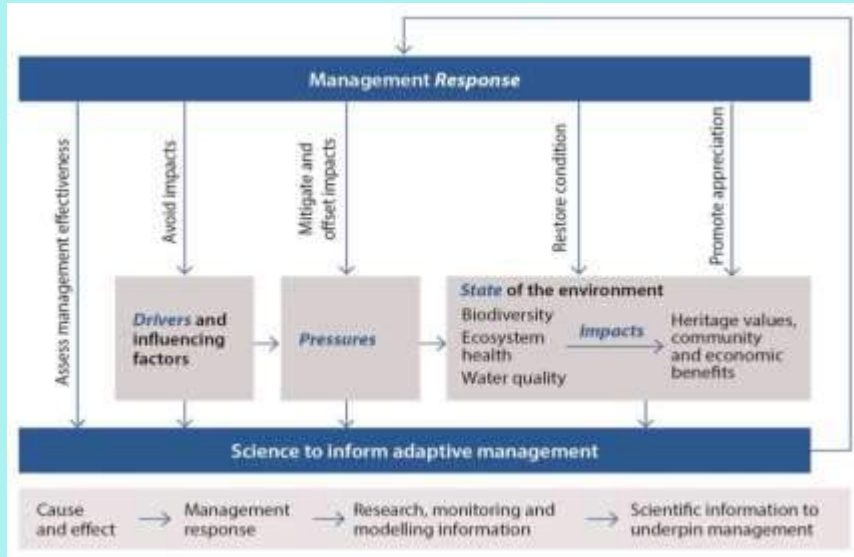 Management Response
Assess management effectiveness
Avoid impacts
Mitigate and
offset impacts
Restore condition
Promote appreciation
Drivers and
influencing
factors
Pressures
State of the environment
Biodiversity
Ecosystem
health
Water quality
Impacts
Heritage values,
community
and economic
benefits
Science to inform adaptive management
Cause
and effect
Management
response
Research, monitoring and
modelling information
Scientific information to
underpin management